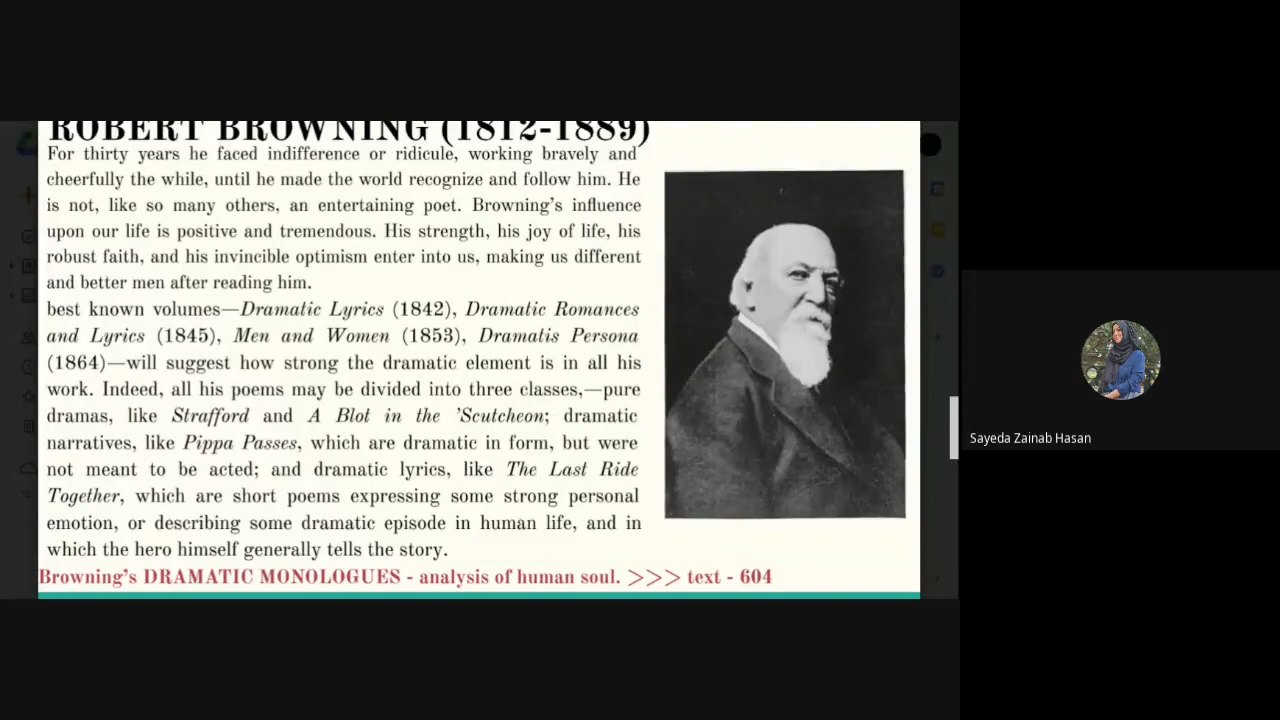 ROBERT BROWNING (1812-1889)
For thirty years he faced indifference or ridicule, working bravely and
cheerfully the while, until he made the world recognize and follow him. He
is not, like so many others, an entertaining poet. Browning's influence
upon our life is positive and tremendous. His strength, his joy of life, his
robust faith, and his invincible optimism enter into us, making us different
and better men after reading him.
best known volumes—Dramatic Lyrics (1842), Dramatic Romances
and Lyrics (1845), Men and Women (1853), Dramatis Persona
(1864)—will suggest how strong the dramatic element is in all his
work. Indeed, all his poems may be divided into three classes,—pure
dramas, like Strafford and A Blot in the 'Scutcheon; dramatic
narratives, like Pippa Passes, which are dramatic in form, but were
not meant to be acted; and dramatic lyrics, like The Last Ride
Together, which are short poems expressing some strong personal
emotion, or describing some dramatic episode in human life, and in
which the hero himself generally tells the story.
Browning's DRAMATIC MONOLOGUES - analysis of human soul. >>> text - 604
Sayeda Zainab Hasan